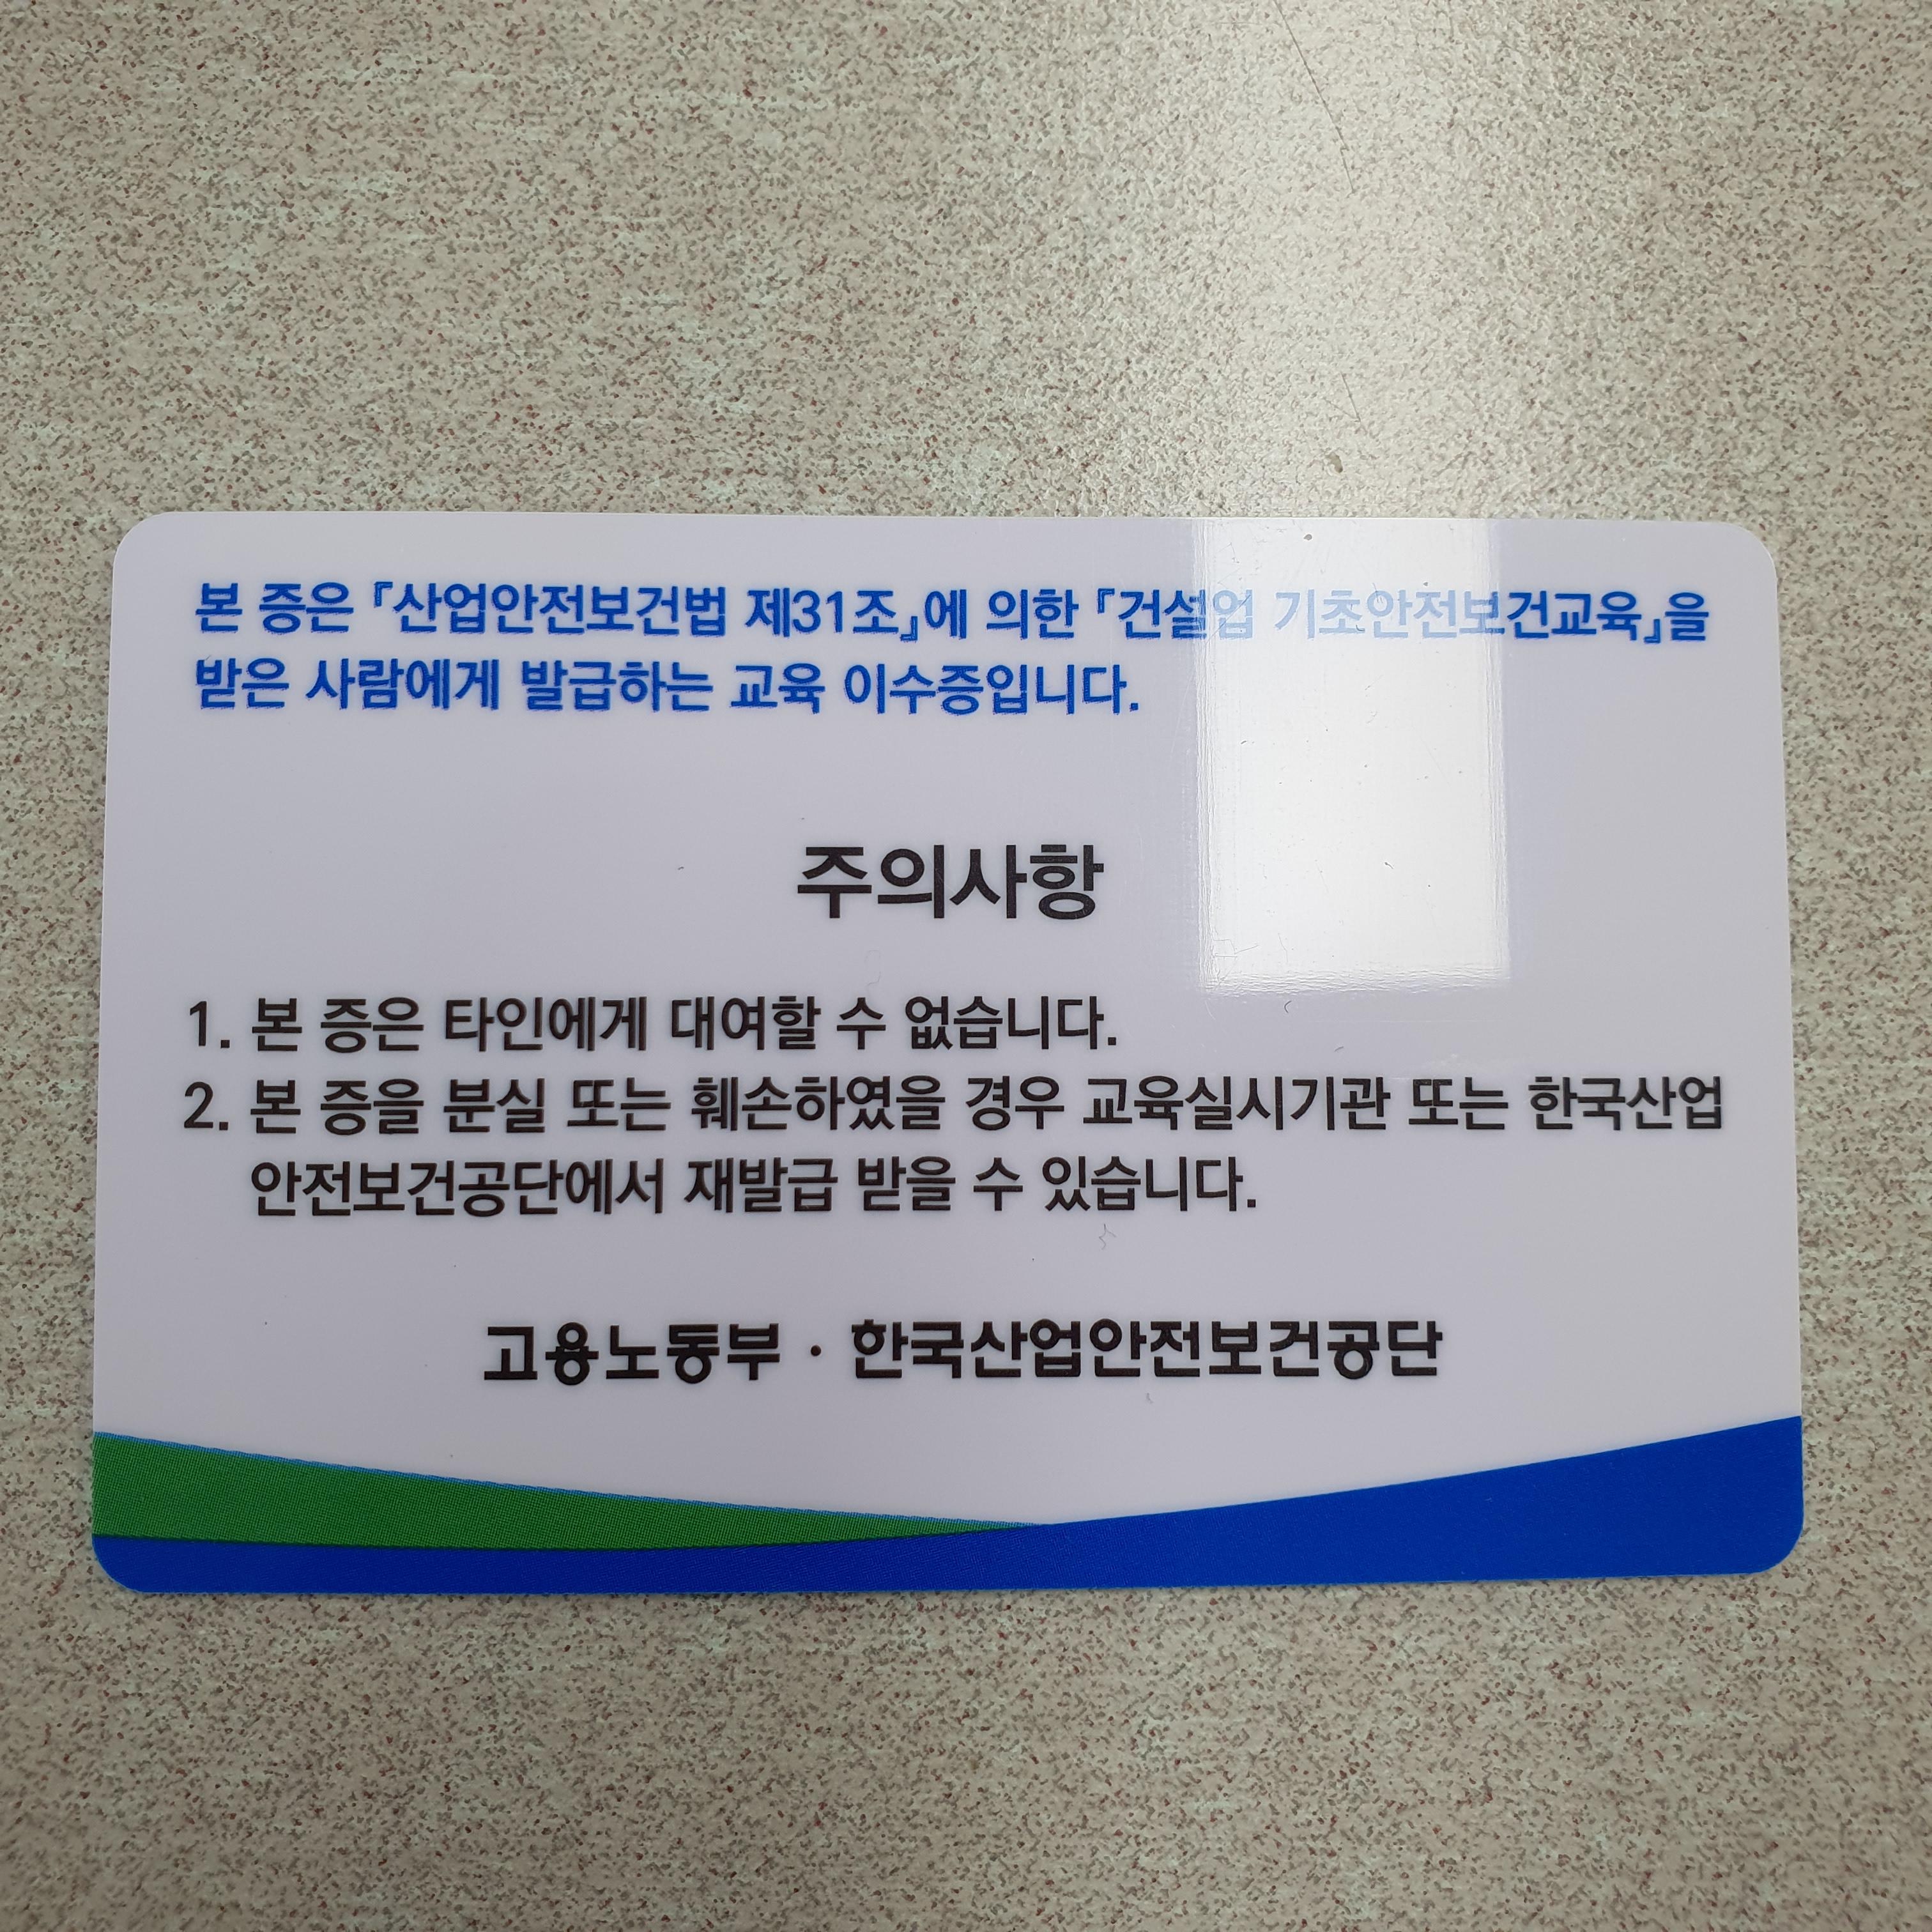 본 증은 『산업안전보건법 제31조』에 의한 『건설업 기초안전보건교육』을
받은 사람에게 발급하는 교육 이수증입니다.
주의사항
1. 본 증은 타인에게 대여할 수 없습니다.
2. 본 증을 분실 또는 훼손하였을 경우 교육실시기관 또는 한국산업
안전보건공단에서 재발급 받을 수 있습니다.
고용노동부 · 한국산업안전보건공단